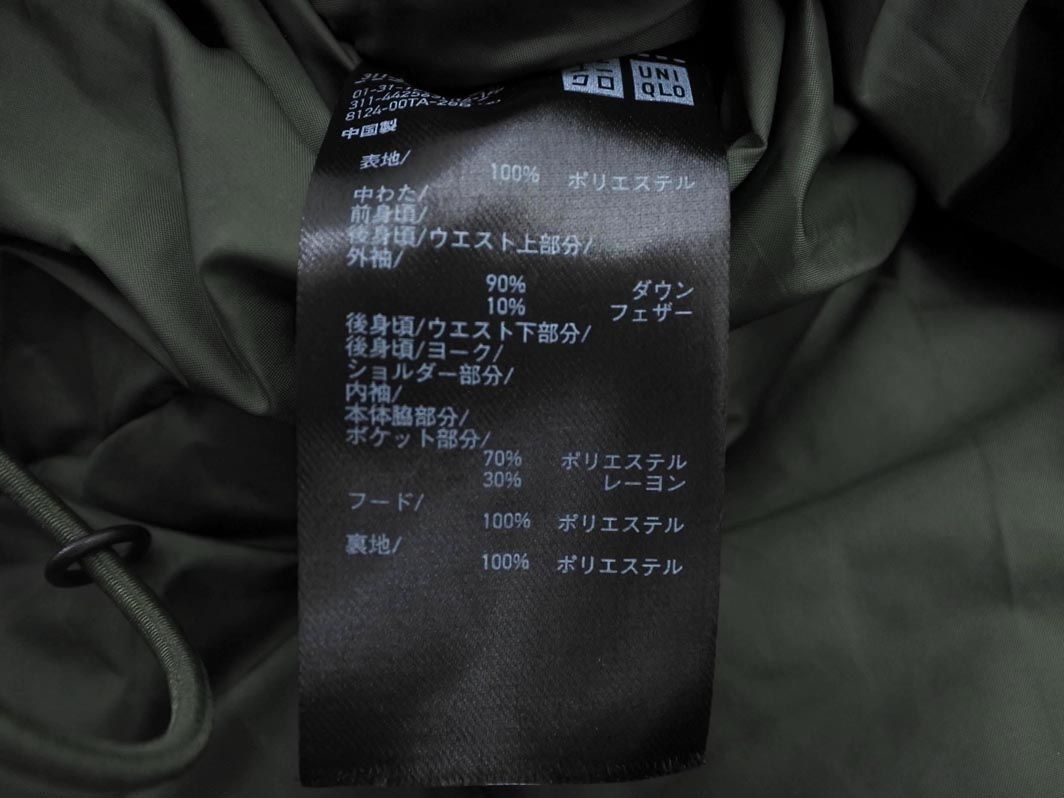 ユニ
クロ
UNI
QLO
中国製
表地/
100% ポリエステル
中わた/
前身頃/
後身頃/ウエスト上部分/
外袖/
90% ダウン
10% フェザー
後身頃/ウエスト下部分/
後身頃/ヨーク/
ショルダー部分/
内袖/
本体脇部分/
ポケット部分/
70% ポリエステル
30% レーヨン
フード/
100% ポリエステル
裏地/
100% ポリエステル